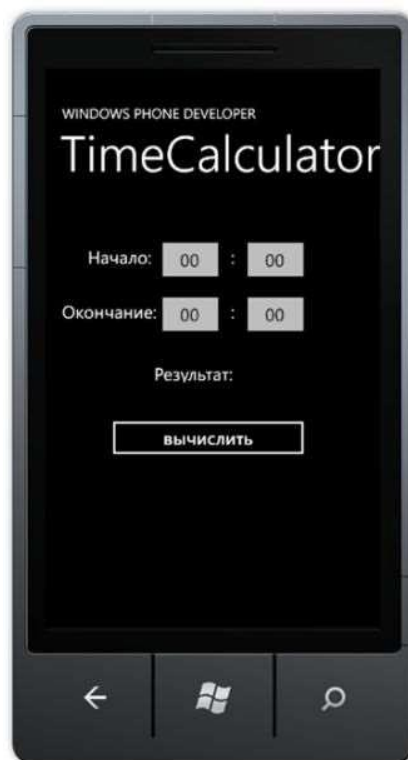 WINDOWS PHONE DEVELOPER
TimeCalculator
Начало: 00 : 00
Окончание: 00 : 00
Результат:
вычислить